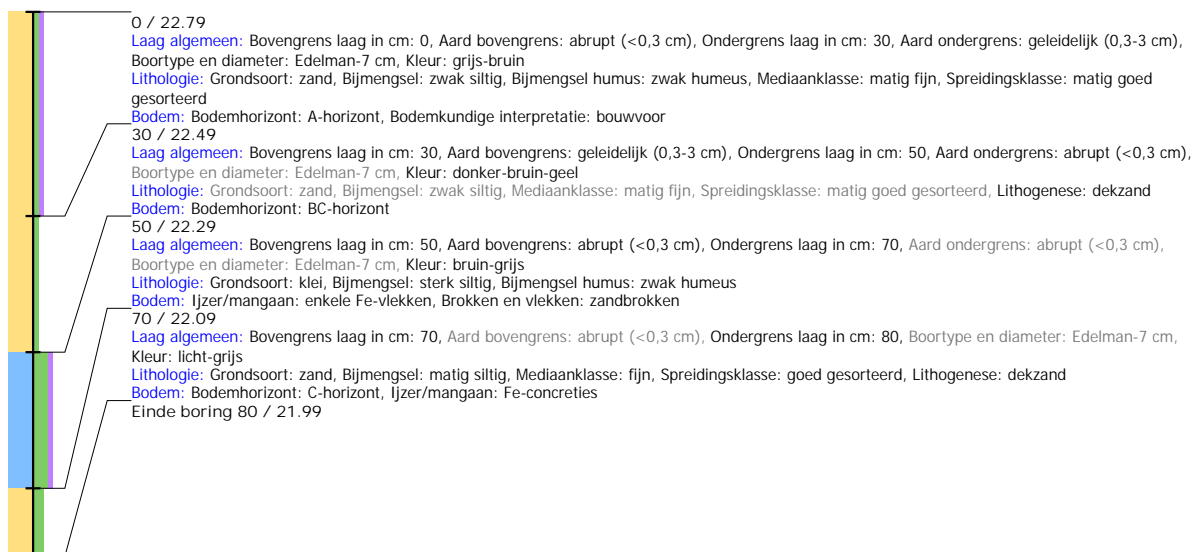 0 / 22.79
Laag algemeen: Bovengrens laag in cm: 0, Aard bovengrens: abrupt (<0,3 cm), Ondergrens laag in cm: 30, Aard ondergrens: geleidelijk (0,3-3 cm),
Boortype en diameter: Edelman-7 cm, Kleur: grijs-bruin
Lithologie: Grondsoort: zand, Bijmengsel: zwak siltig, Bijmengsel humus: zwak humeus, Mediaanklasse: matig fijn, Spreidingsklasse: matig goed
gesorteerd
Bodem: Bodemhorizont: A-horizont, Bodemkundige interpretatie: bouwvoor
30 / 22.49
Laag algemeen: Bovengrens laag in cm: 30, Aard bovengrens: geleidelijk (0,3-3 cm), Ondergrens laag in cm: 50, Aard ondergrens: abrupt (<0,3 cm),
Boortype en diameter: Edelman-7 cm, Kleur: donker-bruin-geel
Lithologie: Grondsoort: zand, Bijmengsel: zwak siltig, Mediaanklasse: matig fijn, Spreidingsklasse: matig goed gesorteerd, Lithogenese: dekzand
Bodem: Bodemhorizont: BC-horizont
50 / 22.29
Laag algemeen: Bovengrens laag in cm: 50, Aard bovengrens: abrupt (<0,3 cm), Ondergrens laag in cm: 70, Aard ondergrens: abrupt (<0,3 cm),
Boortype en diameter: Edelman-7 cm, Kleur: bruin-grijs
Lithologie: Grondsoort: klei, Bijmengsel: sterk siltig, Bijmengsel humus: zwak humeus
Bodem: Ijzer/mangaan: enkele Fe-vlekken, Brokken en vlekken: zandbrokken
70 / 22.09
Laag algemeen: Bovengrens laag in cm: 70, Aard bovengrens: abrupt (<0,3 cm), Ondergrens laag in cm: 80, Boortype en diameter: Edelman-7 cm,
Kleur: licht-grijs
Lithologie: Grondsoort: zand, Bijmengsel: matig siltig, Mediaanklasse: fijn, Spreidingsklasse: goed gesorteerd, Lithogenese: dekzand
Bodem: Bodemhorizont: C-horizont, Ijzer/mangaan: Fe-concreties
Einde boring 80 / 21.99